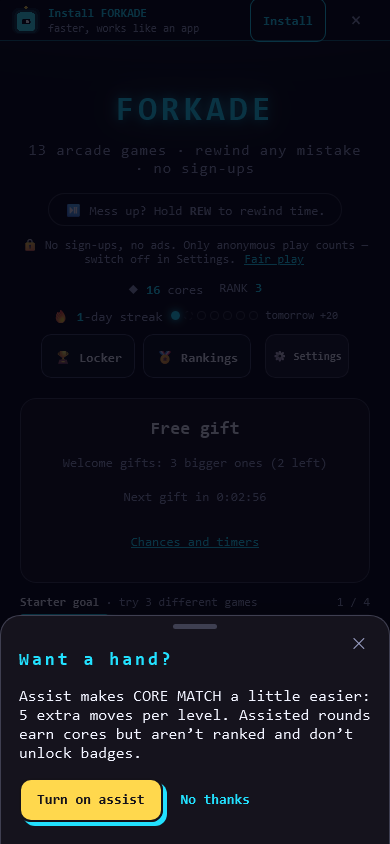 Install FORKADE
faster, works like an app
Install
FORKADE
13 arcade games · rewind any mistake
· no sign-ups
Mess up? Hold REW to rewind time.
No sign-ups, no ads. Only anonymous play counts —
switch off in Settings. Fair play
16 cores RANK 3
1-day streak tomorrow +20
Locker Rankings Settings
Free gift
Welcome gifts: 3 bigger ones (2 left)
Next gift in 0:02:56
Chances and timers
Starter goal · try 3 different games 1 / 4
Want a hand?
Assist makes CORE MATCH a little easier:
5 extra moves per level. Assisted rounds
earn cores but aren’t ranked and don’t
unlock badges.
Turn on assist No thanks